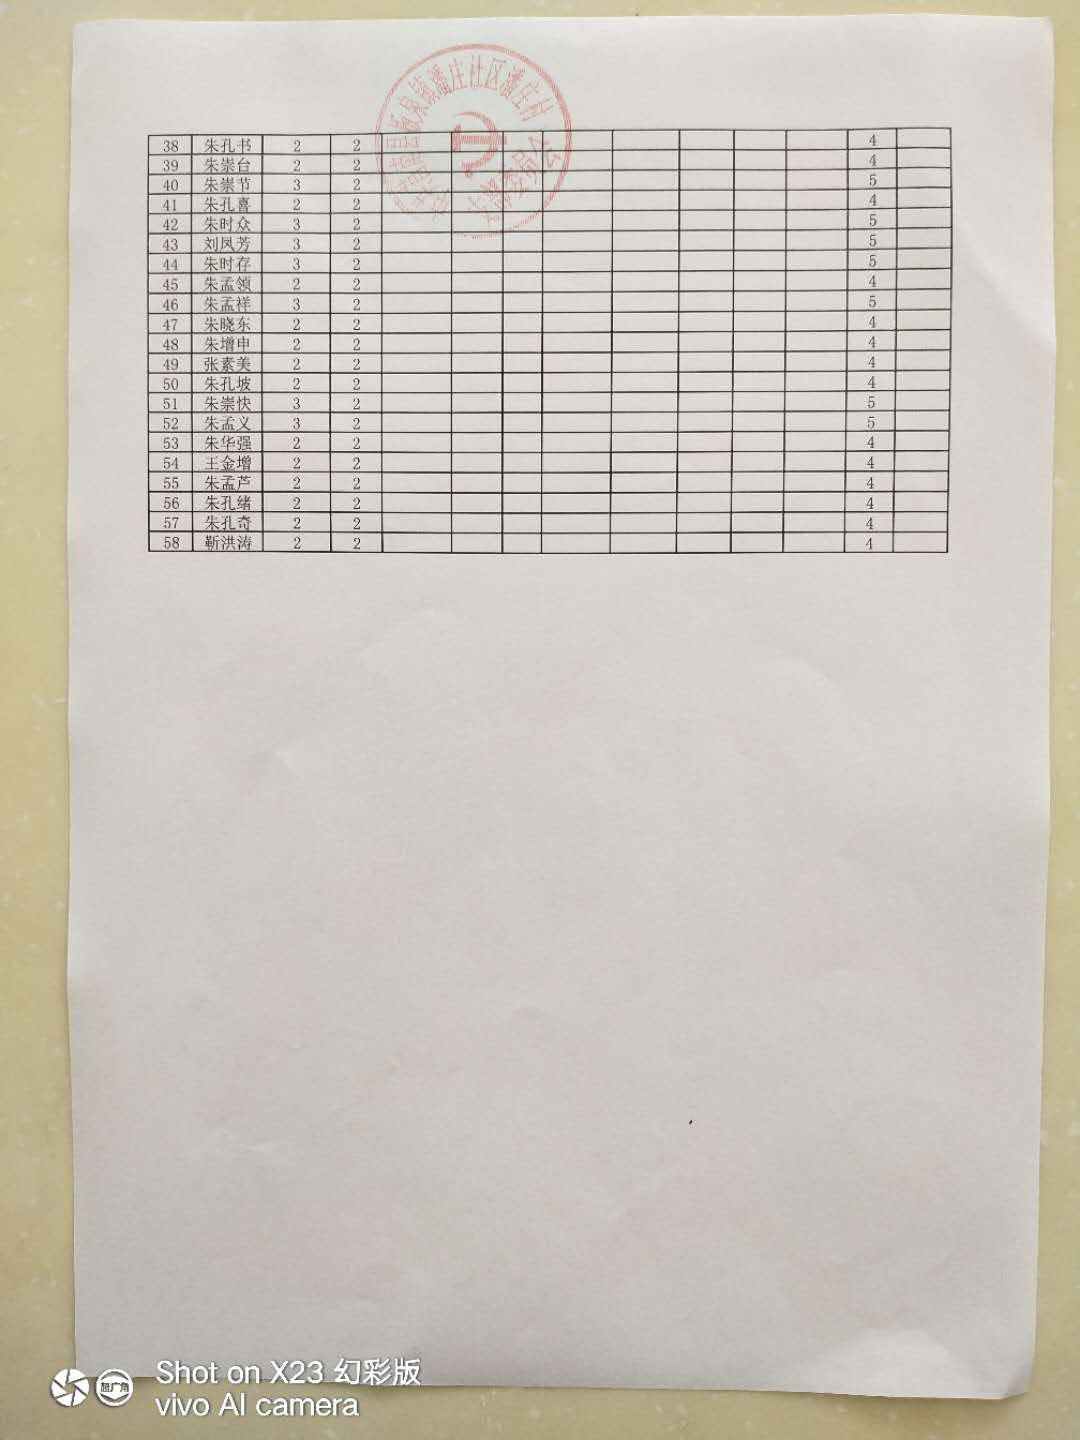 泉镇潘庄社区潘庄村
38 朱孔书 2 2 4
39 朱崇台 2 2 4
40 朱崇节 3 2 5
41 朱孔喜 2 2 4
42 朱时众 3 2 5
43 刘凤芳 3 2 5
44 朱时存 3 2 5
45 朱孟领 2 2 4
46 朱孟祥 3 2 5
47 朱晓东 2 2 4
48 朱增申 2 2 4
49 张素美 2 2 4
50 朱孔坡 2 2 4
51 朱崇快 3 2 5
52 朱孟义 3 2 5
53 朱华强 2 2 4
54 王金增 2 2 4
55 朱孟芦 2 2 4
56 朱孔绪 2 2 4
57 朱孔奇 2 2 4
58 靳洪涛 2 2 4
超广角
Shot on X23 幻彩版
vivo AI camera